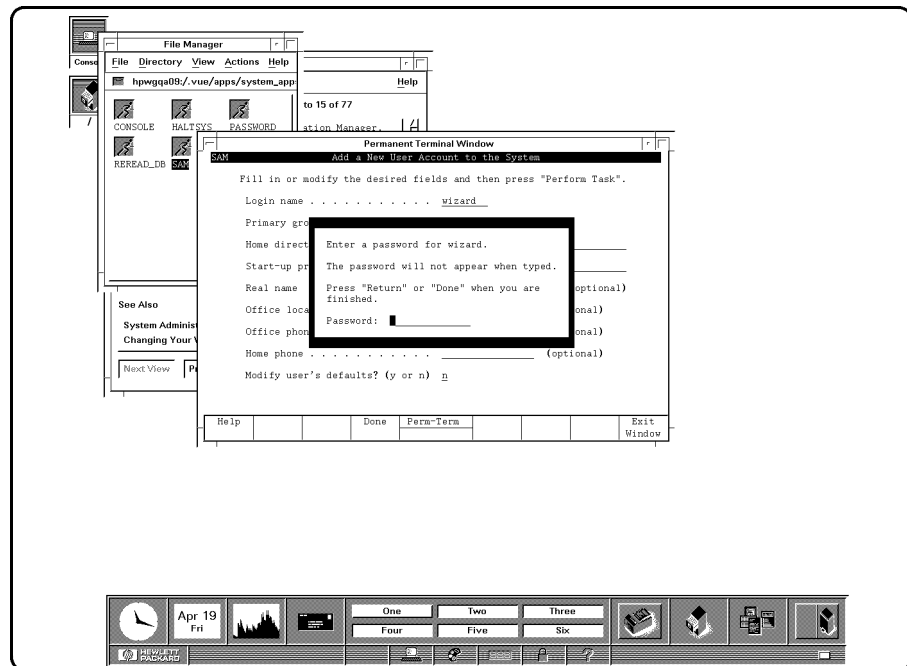 Conso
/
File Manager
File Directory View Actions Help
hpwgqa09:/.vue/apps/system_app
CONSOLE HALTSYS PASSWORD
REREAD_DB SAM
Help
to 15 of 77
ation Manager.
Permanent Terminal Window
SAM Add a New User Account to the System
Fill in or modify the desired fields and then press "Perform Task".
Login name . . . . . . . . . . . wizard
Primary gro
Home direct
Start-up pr
Real name optional)
Office loca onal)
Office phon onal)
Home phone . . . . . . . . . . . (optional)
Modify user's defaults? (y or n) n
Enter a password for wizard.
The password will not appear when typed.
Press "Return" or "Done" when you are
finished.
Password:
Help Done Perm-Term Exit
Window
See Also
System Adminis
Changing Your
Next View P
Apr 19
Fri
One Two Three
Four Five Six
hp HEWLETT
PACKARD